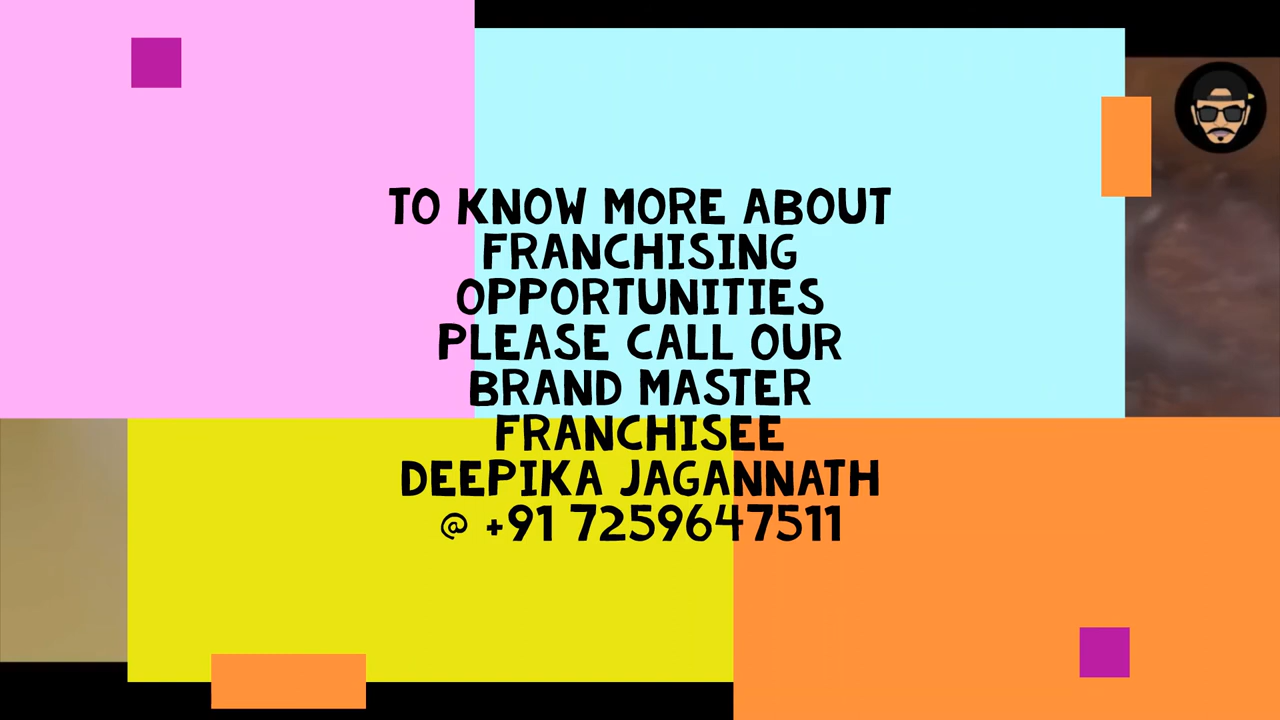 TO KNOW MORE ABOUT
FRANCHISING
OPPORTUNITIES
PLEASE CALL OUR
BRAND MASTER
FRANCHISEE
DEEPIKA JAGANNATH
@ +91 7259647511